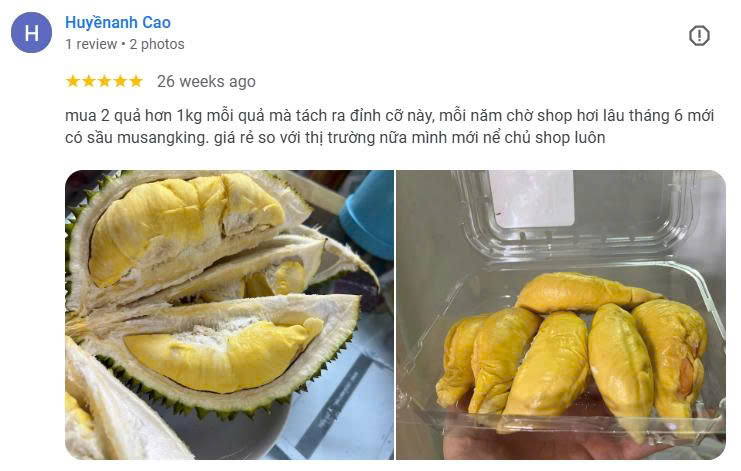 H
Huyềnanh Cao
1 review • 2 photos
★★★★★ 26 weeks ago
mua 2 quả hơn 1kg mỗi quả mà tách ra đỉnh cỡ này, mỗi năm chờ shop hơi lâu tháng 6 mới
có sầu musangking. giá rẻ so với thị trường nữa mình mới nể chủ shop luôn